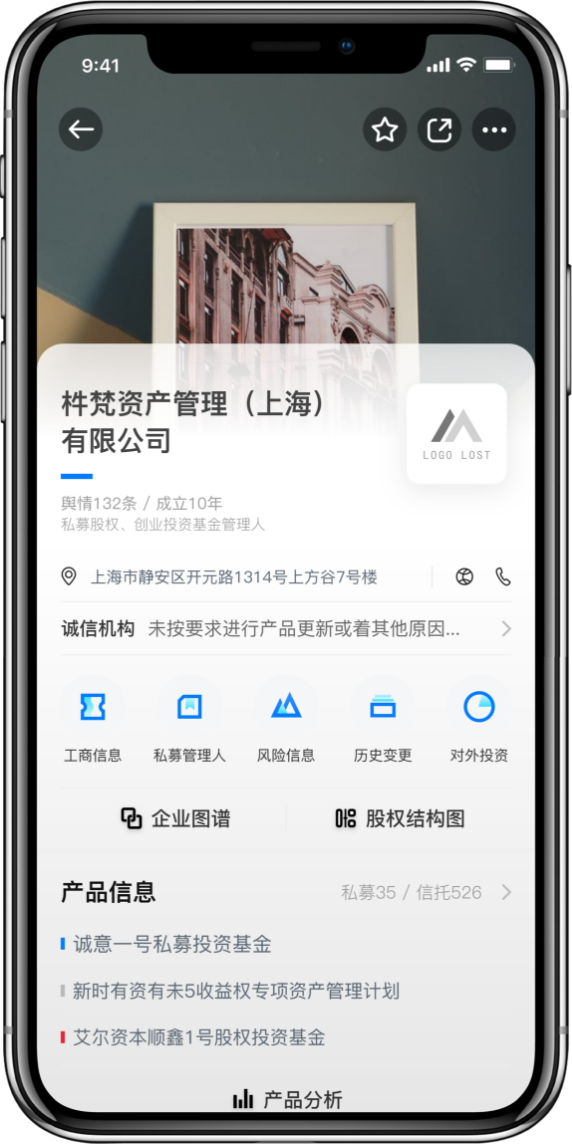 9:41
杵梵资产管理（上海）
有限公司
LOGO LOST
舆情132条 / 成立10年
私募股权、创业投资基金管理人
上海市静安区开元路1314号上方谷7号楼
诚信机构 未按要求进行产品更新或着其他原因...
工商信息 私募管理人 风险信息 历史变更 对外投资
企业图谱 股权结构图
产品信息 私募35 / 信托526
诚意一号私募投资基金
新时有资有未5收益权专项资产管理计划
艾尔资本顺鑫1号股权投资基金
产品分析